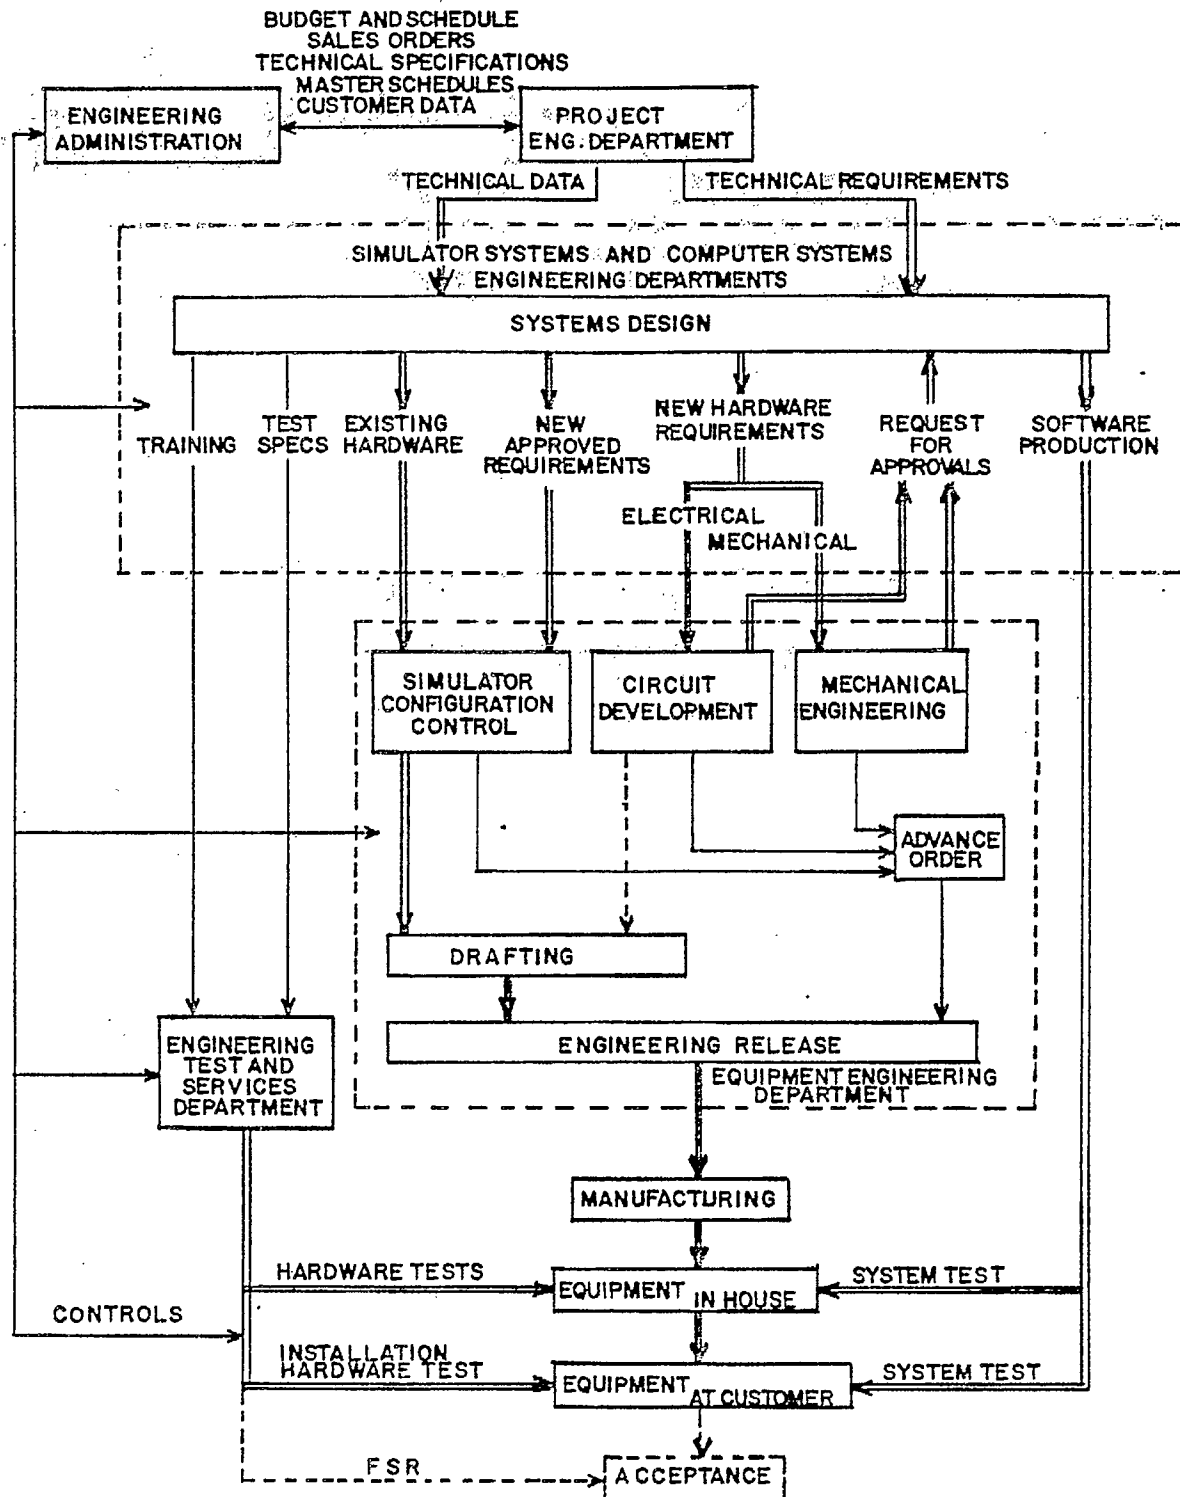 BUDGET AND SCHEDULE
SALES ORDERS
TECHNICAL SPECIFICATIONS
MASTER SCHEDULES
CUSTOMER DATA
ENGINEERING
ADMINISTRATION
PROJECT
ENG. DEPARTMENT
TECHNICAL DATA
TECHNICAL REQUIREMENTS
SIMULATOR SYSTEMS AND COMPUTER SYSTEMS
ENGINEERING DEPARTMENTS
SYSTEMS DESIGN
TRAINING
TEST
SPECS
EXISTING
HARDWARE
NEW
APPROVED
REQUIREMENTS
NEW HARDWARE
REQUIREMENTS
REQUEST
FOR
APPROVALS
SOFTWARE
PRODUCTION
ELECTRICAL
MECHANICAL
SIMULATOR
CONFIGURATION
CONTROL
CIRCUIT
DEVELOPMENT
MECHANICAL
ENGINEERING
ADVANCE
ORDER
DRAFTING
ENGINEERING RELEASE
EQUIPMENT ENGINEERING
DEPARTMENT
ENGINEERING
TEST AND
SERVICES
DEPARTMENT
MANUFACTURING
HARDWARE TESTS
EQUIPMENT IN HOUSE
SYSTEM TEST
CONTROLS
INSTALLATION
HARDWARE TEST
EQUIPMENT AT CUSTOMER
SYSTEM TEST
FSR
ACCEPTANCE